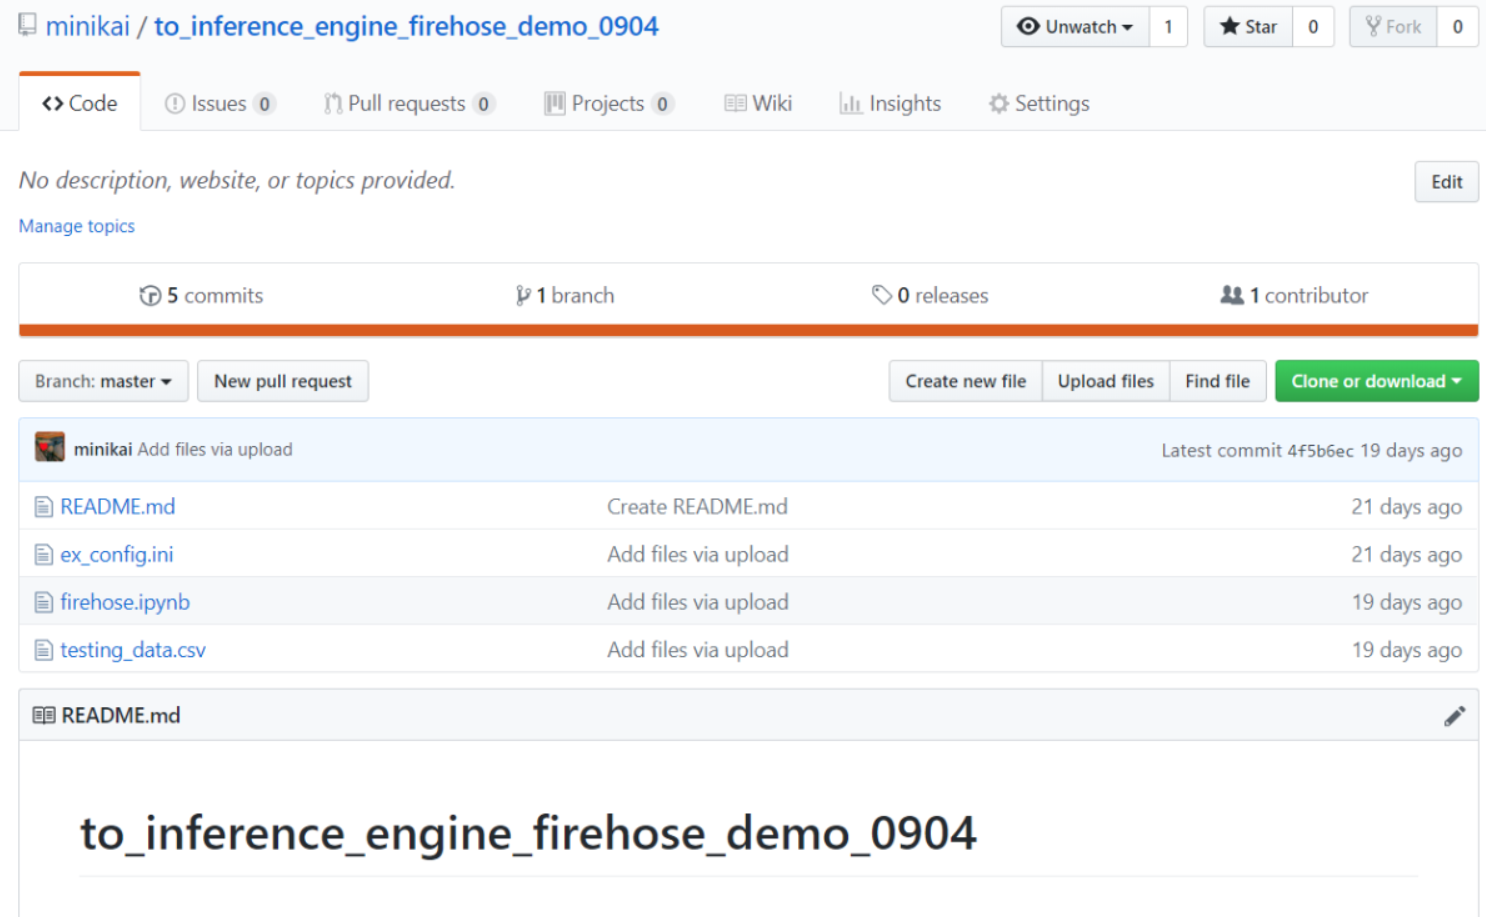 minikai / to_inference_engine_firehose_demo_0904
Unwatch 1 Star 0 Fork 0
Code Issues 0 Pull requests 0 Projects 0 Wiki Insights Settings
No description, website, or topics provided. Edit
Manage topics
5 commits 1 branch 0 releases 1 contributor
Branch: master New pull request Create new file Upload files Find file Clone or download
minikai Add files via upload Latest commit 4f5b6ec 19 days ago
README.md Create README.md 21 days ago
ex_config.ini Add files via upload 21 days ago
firehose.ipynb Add files via upload 19 days ago
testing_data.csv Add files via upload 19 days ago
README.md
to_inference_engine_firehose_demo_0904